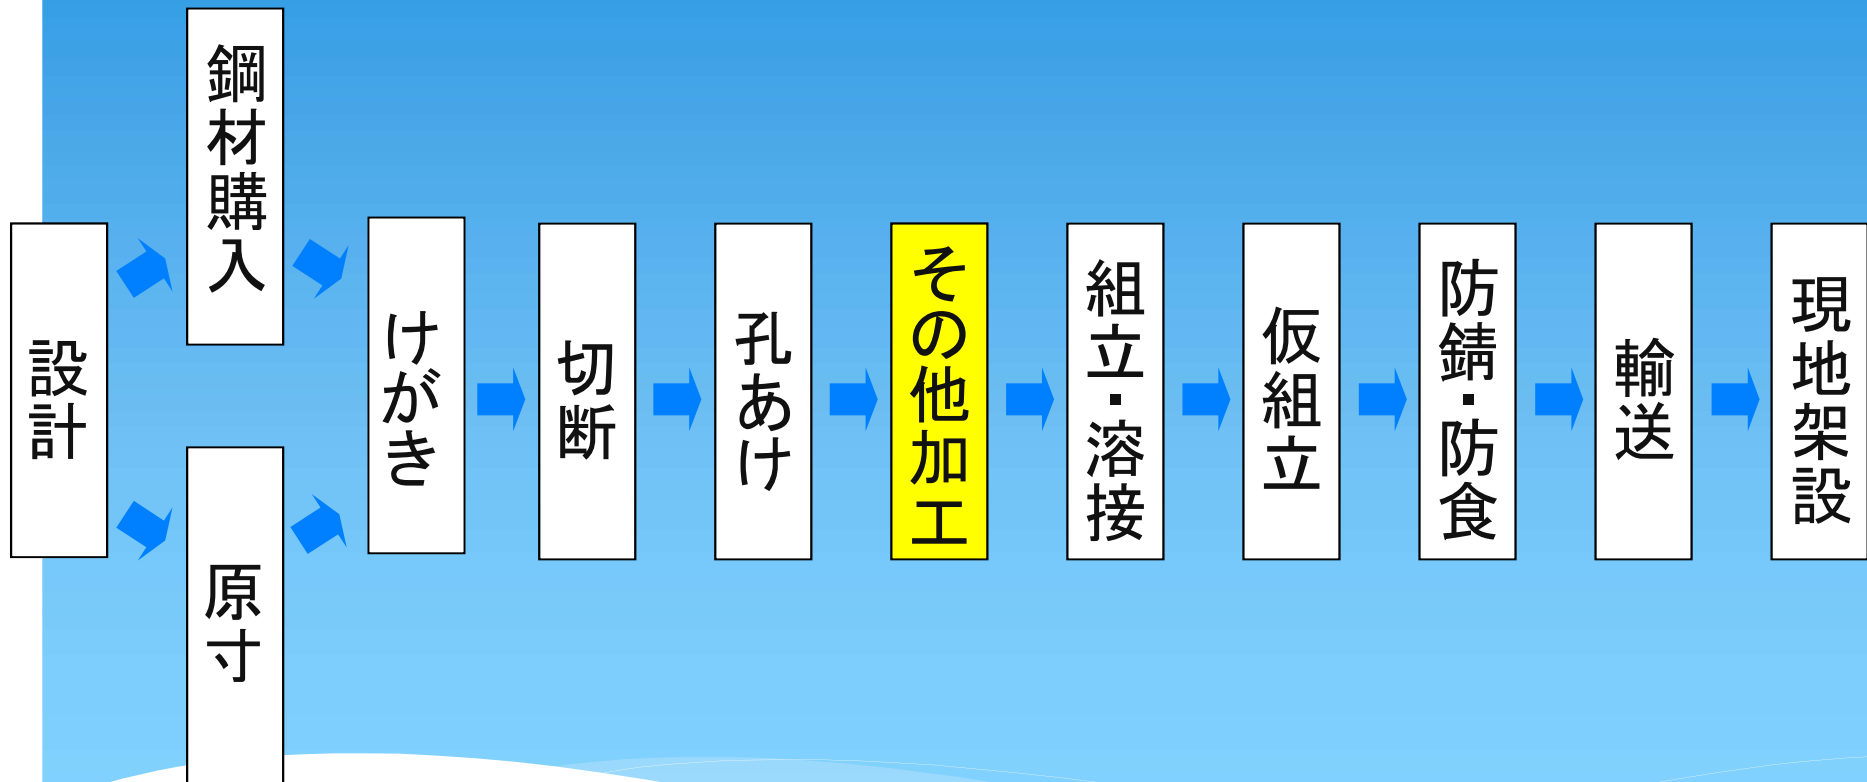 設計
鋼材購入
原寸
けがき
切断
孔あけ
その他加工
組立・溶接
仮組立
防錆・防食
輸送
現地架設